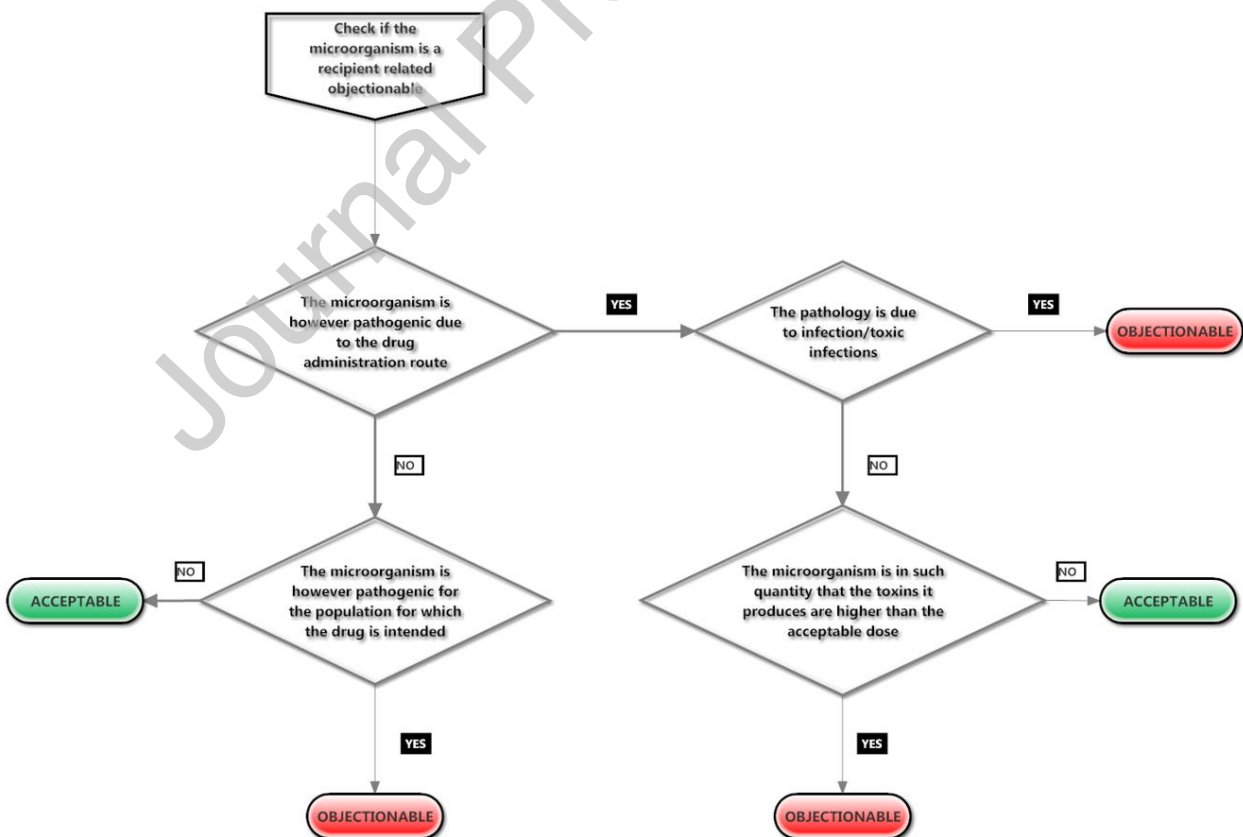 Check if the
microorganism is a
recipient related
objectionable
Journal Pr
The microorganism is
however pathogenic due
to the drug
administration route
YES
The pathology is due
to infection/toxic
infections
YES
OBJECTIONABLE
NO
NO
The microorganism is
however pathogenic for
the population for which
the drug is intended
NO
ACCEPTABLE
The microorganism is in such
quantity that the toxins it
produces are higher than the
acceptable dose
NO
ACCEPTABLE
YES
YES
OBJECTIONABLE
OBJECTIONABLE